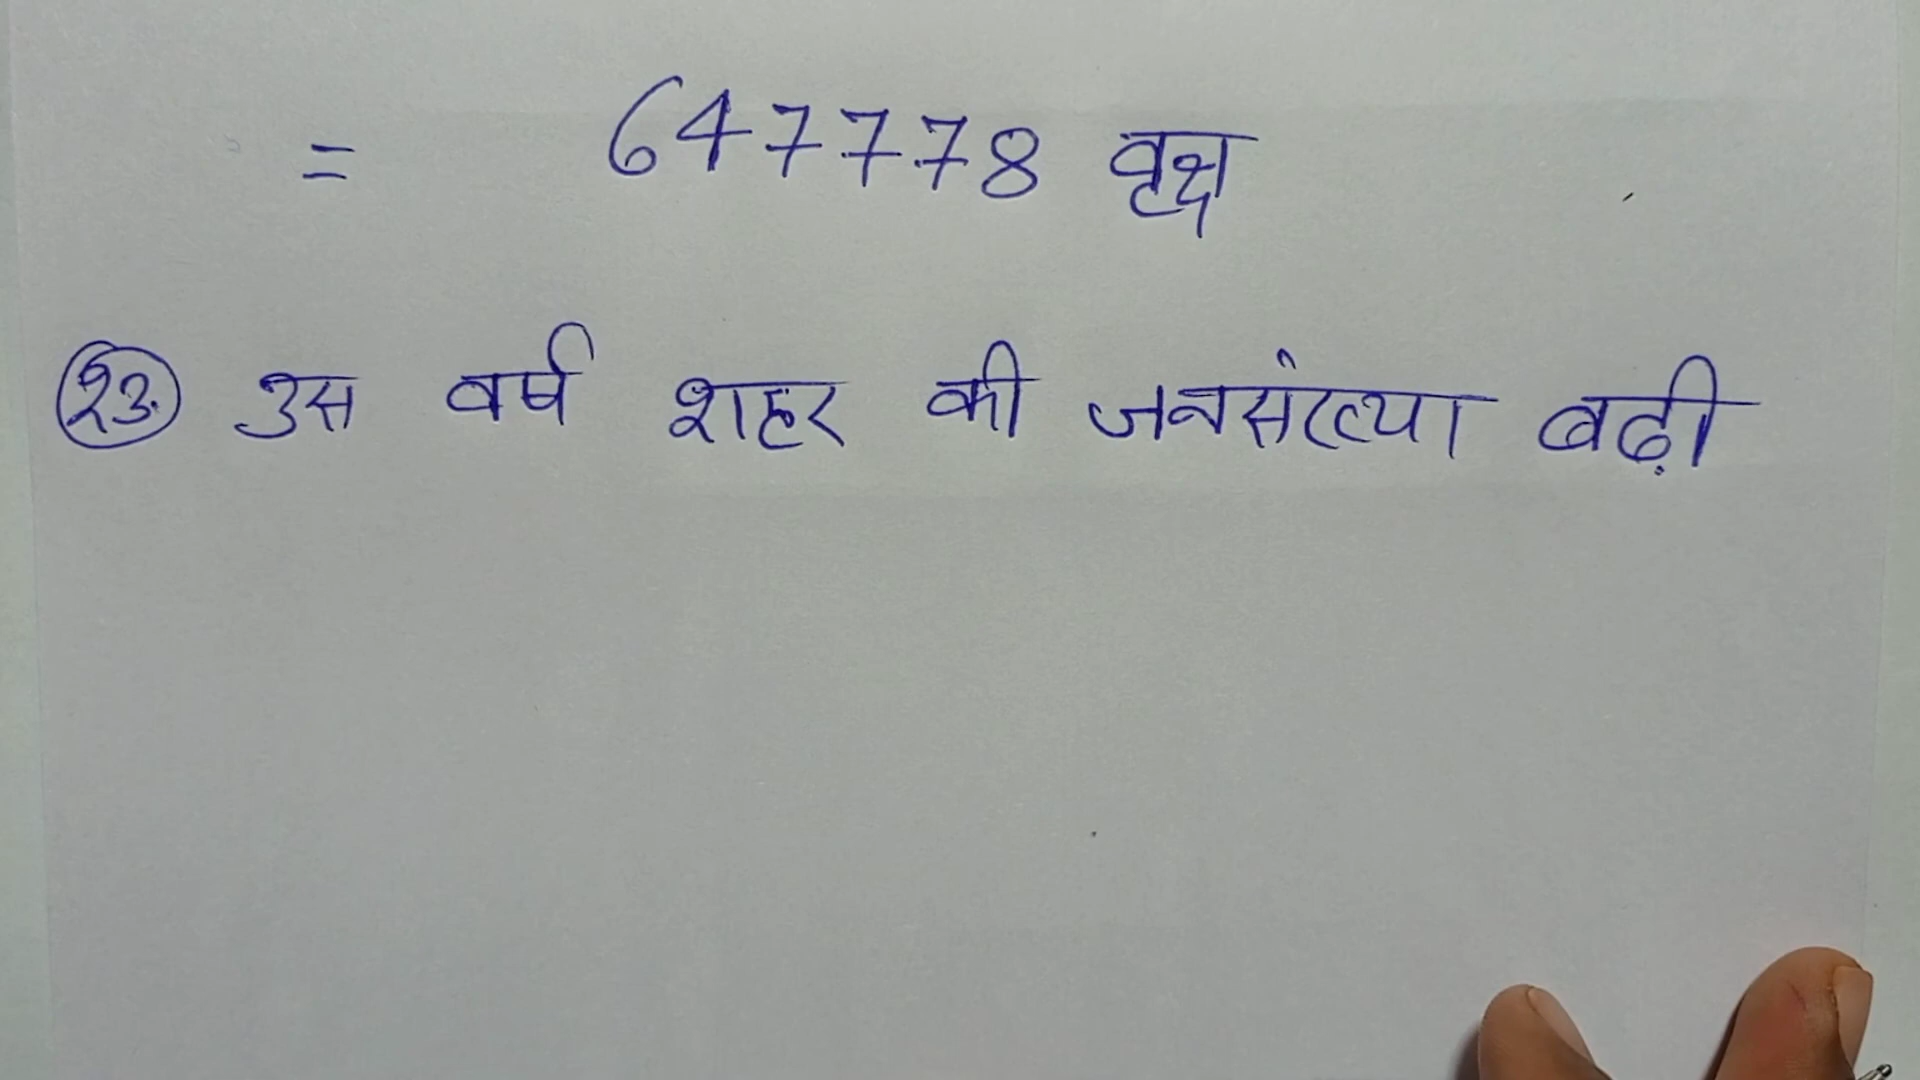 = 647778 वृक्ष
23. उस वर्ष शहर की जनसंख्या बढ़ी